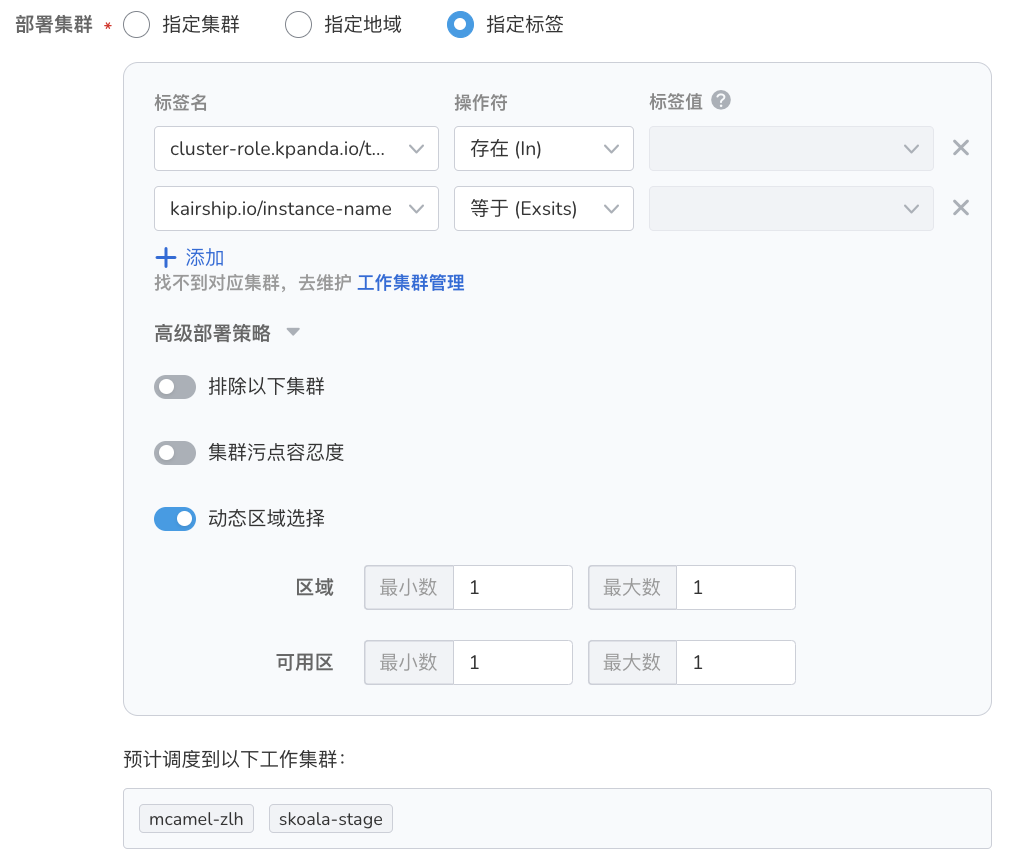 部署集群 * 指定集群 指定地域 指定标签
标签名 操作符 标签值 ?
cluster-role.kpanda.io/t... 存在 (In)
kairship.io/instance-name 等于 (Exsits)
添加
找不到对应集群，去维护 工作集群管理
高级部署策略
排除以下集群
集群污点容忍度
动态区域选择
区域 最小数 1 最大数 1
可用区 最小数 1 最大数 1
预计调度到以下工作集群：
mcamel-zlh skoala-stage